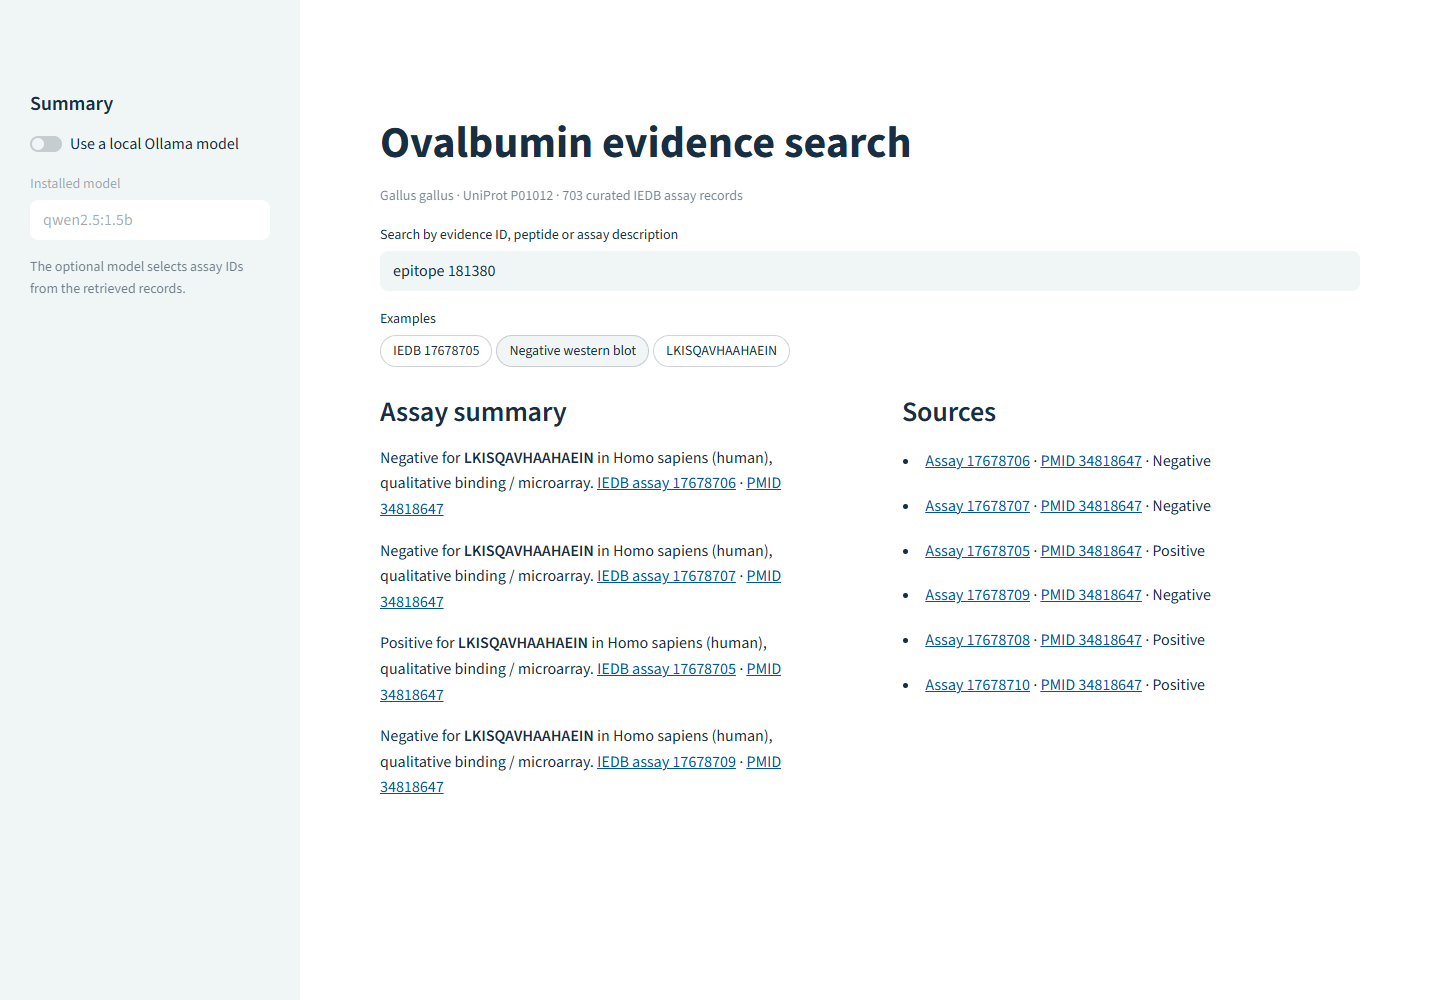 Summary
Use a local Ollama model
Installed model
qwen2.5:1.5b
The optional model selects assay IDs
from the retrieved records.
Ovalbumin evidence search
Gallus gallus · UniProt P01012 · 703 curated IEDB assay records
Search by evidence ID, peptide or assay description
epitope 181380
Examples
IEDB 17678705
Negative western blot
LKISQAVHAAHAEIN
Assay summary
Negative for LKISQAVHAAHAEIN in Homo sapiens (human),
qualitative binding / microarray. IEDB assay 17678706 · PMID
34818647
Negative for LKISQAVHAAHAEIN in Homo sapiens (human),
qualitative binding / microarray. IEDB assay 17678707 · PMID
34818647
Positive for LKISQAVHAAHAEIN in Homo sapiens (human),
qualitative binding / microarray. IEDB assay 17678705 · PMID
34818647
Negative for LKISQAVHAAHAEIN in Homo sapiens (human),
qualitative binding / microarray. IEDB assay 17678709 · PMID
34818647
Sources
• Assay 17678706 · PMID 34818647 · Negative
• Assay 17678707 · PMID 34818647 · Negative
• Assay 17678705 · PMID 34818647 · Positive
• Assay 17678709 · PMID 34818647 · Negative
• Assay 17678708 · PMID 34818647 · Positive
• Assay 17678710 · PMID 34818647 · Positive